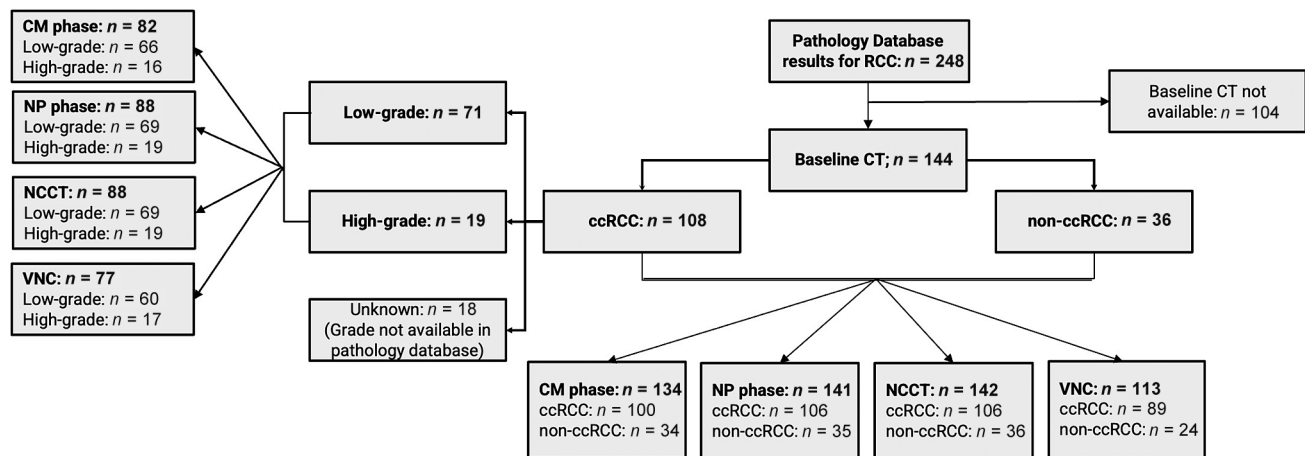 Pathology Database
results for RCC: n = 248
Baseline CT not
available: n = 104
Baseline CT; n = 144
ccRCC: n = 108
non-ccRCC: n = 36
Low-grade: n = 71
High-grade: n = 19
Unknown: n = 18
(Grade not available in
pathology database)
CM phase: n = 82
Low-grade: n = 66
High-grade: n = 16
NP phase: n = 88
Low-grade: n = 69
High-grade: n = 19
NCCT: n = 88
Low-grade: n = 69
High-grade: n = 19
VNC: n = 77
Low-grade: n = 60
High-grade: n = 17
CM phase: n = 134
ccRCC: n = 100
non-ccRCC: n = 34
NP phase: n = 141
ccRCC: n = 106
non-ccRCC: n = 35
NCCT: n = 142
ccRCC: n = 106
non-ccRCC: n = 36
VNC: n = 113
ccRCC: n = 89
non-ccRCC: n = 24